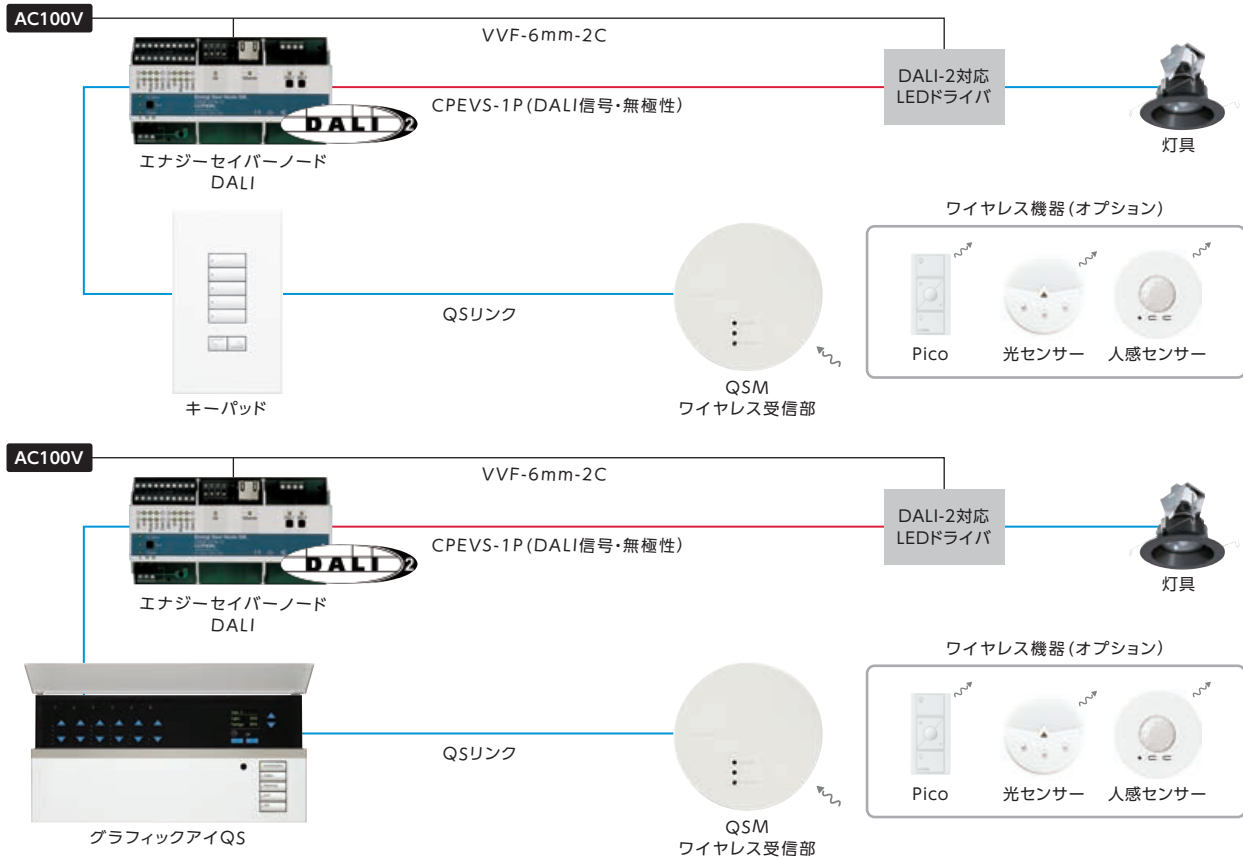 AC100V
VVF-6mm-2C
DALI-2対応
LEDドライバ
CPEVS-1P(DALI信号・無極性)
DALI 2
灯具
エナジーセイバーノード
DALI
ワイヤレス機器(オプション)
QSリンク
Pico
光センサー
人感センサー
QSM
ワイヤレス受信部
キーパッド
AC100V
VVF-6mm-2C
DALI-2対応
LEDドライバ
CPEVS-1P(DALI信号・無極性)
DALI 2
灯具
エナジーセイバーノード
DALI
ワイヤレス機器(オプション)
QSリンク
Pico
光センサー
人感センサー
グラフィックアイQS
QSM
ワイヤレス受信部